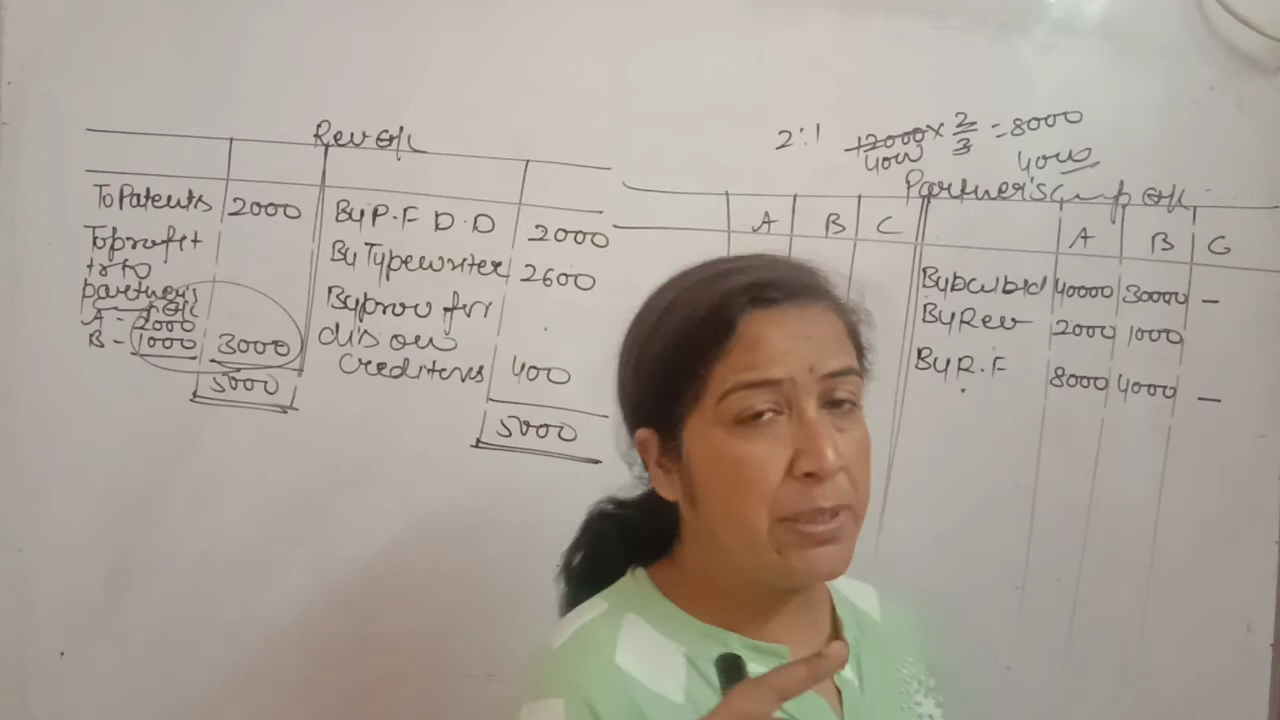 Rev a/c
To Patents 2000
To profit
tr to
partner's
A - 2000
B - 1000 3000
5000
By P.F D.D 2000
By Typewriter 2600
By prov for
dis on
Creditors 400
5000
2:1 12000 × 2/3 = 8000
4000 4000
Partner's Cap a/c
A B C A B C
By bal b/d 40000 30000 -
By Rev 2000 1000
By R.F 8000 4000 -